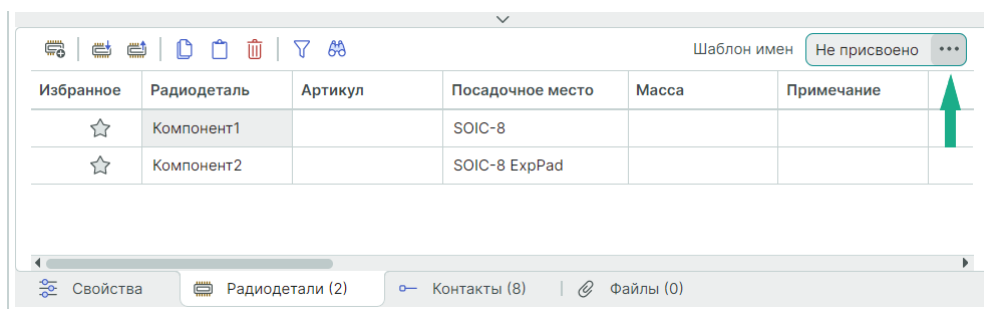 Шаблон имен Не присвоено
Избранное Радиодеталь Артикул Посадочное место Масса Примечание
Компонент1 SOIC-8
Компонент2 SOIC-8 ExpPad
Свойства Радиодетали (2) Контакты (8) Файлы (0)